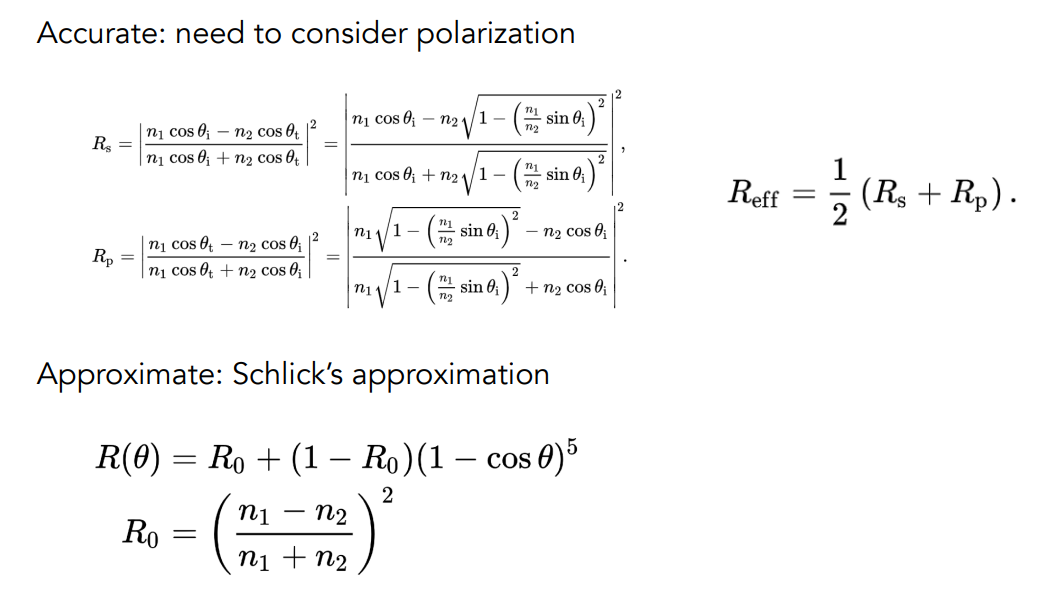 Accurate: need to consider polarization
$R_s = \left| \frac{n_1 \cos \theta_i - n_2 \cos \theta_t}{n_1 \cos \theta_i + n_2 \cos \theta_t} \right|^2 = \left| \frac{n_1 \cos \theta_i - n_2 \sqrt{1 - \left( \frac{n_1}{n_2} \sin \theta_i \right)^2}}{n_1 \cos \theta_i + n_2 \sqrt{1 - \left( \frac{n_1}{n_2} \sin \theta_i \right)^2}} \right|^2,$
$R_p = \left| \frac{n_1 \cos \theta_t - n_2 \cos \theta_i}{n_1 \cos \theta_t + n_2 \cos \theta_i} \right|^2 = \left| \frac{n_1 \sqrt{1 - \left( \frac{n_1}{n_2} \sin \theta_i \right)^2} - n_2 \cos \theta_i}{n_1 \sqrt{1 - \left( \frac{n_1}{n_2} \sin \theta_i \right)^2} + n_2 \cos \theta_i} \right|^2.$
$R_{\text{eff}} = \frac{1}{2} (R_s + R_p).$
Approximate: Schlick's approximation
$R(\theta) = R_0 + (1 - R_0)(1 - \cos \theta)^5$
$R_0 = \left( \frac{n_1 - n_2}{n_1 + n_2} \right)^2$